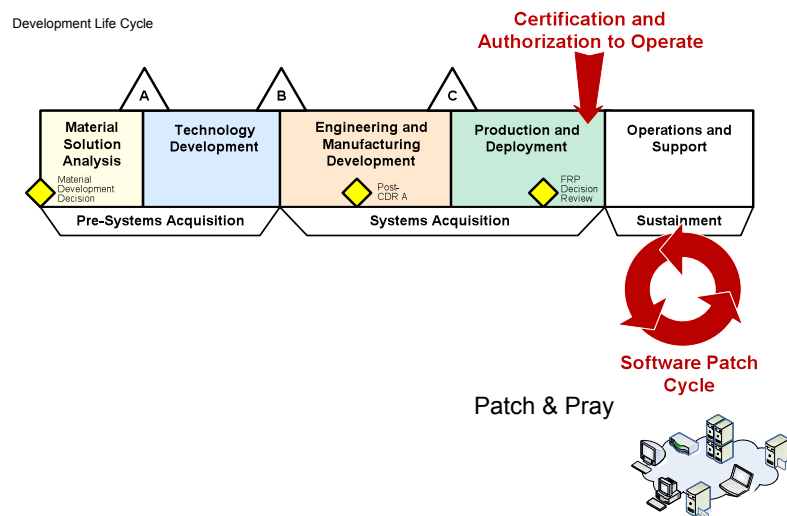 Development Life Cycle
Certification and
Authorization to Operate
A
B
C
Material
Solution
Analysis
Technology
Development
Engineering and
Manufacturing
Development
Production and
Deployment
Operations and
Support
Material
Development
Decision
Post-
CDR A
FRP
Decision
Review
Pre-Systems Acquisition
Systems Acquisition
Sustainment
Software Patch
Cycle
Patch & Pray